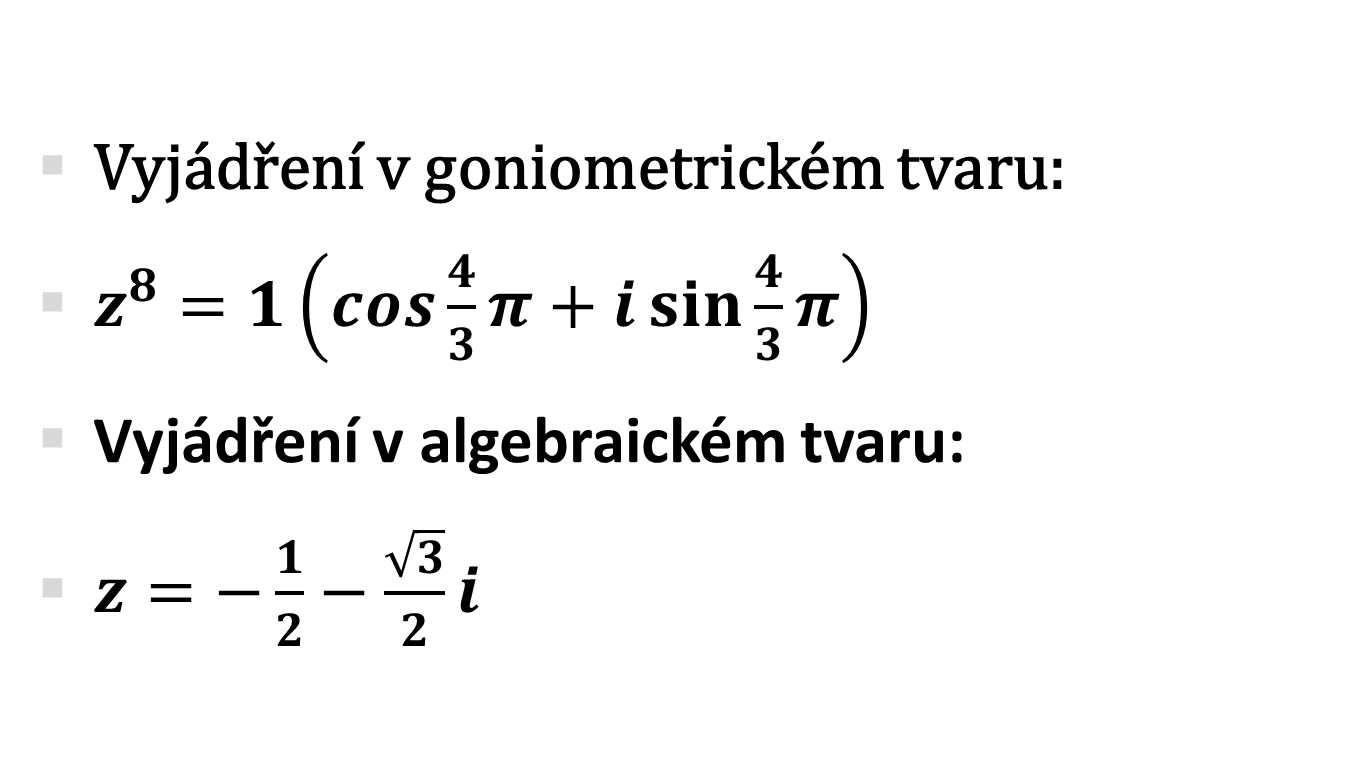 Vyjádření v goniometrickém tvaru:
z⁸ = 1 (cos 4/3 π + i sin 4/3 π)
Vyjádření v algebraickém tvaru:
z = − 1/2 − √3/2 i